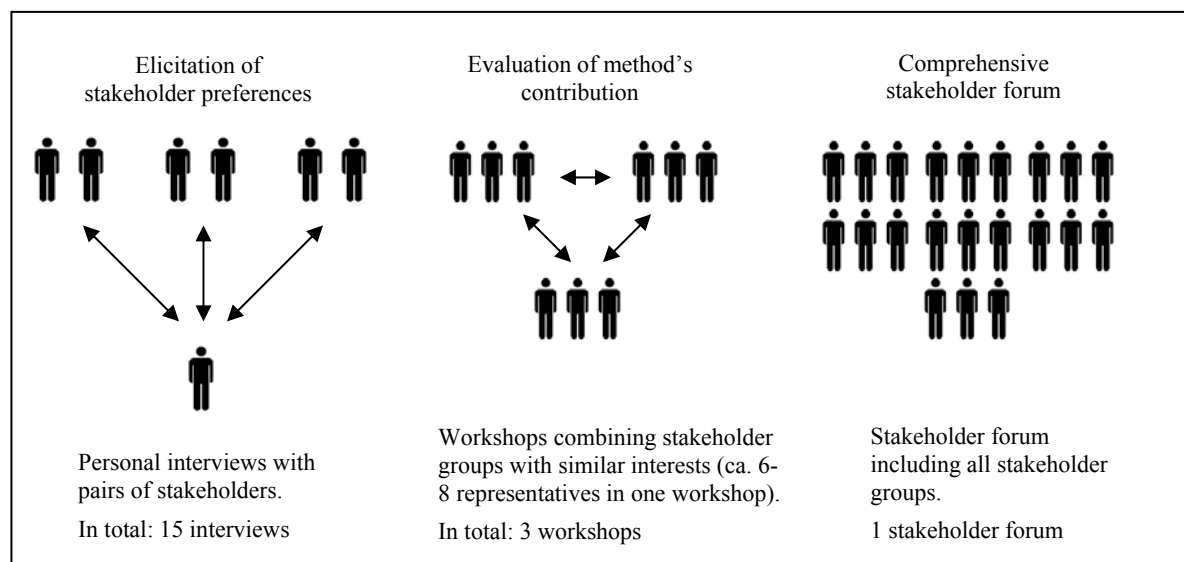 Elicitation of
stakeholder preferences
Evaluation of method's
contribution
Comprehensive
stakeholder forum
Personal interviews with
pairs of stakeholders.
In total: 15 interviews
Workshops combining stakeholder
groups with similar interests (ca. 6-
8 representatives in one workshop).
In total: 3 workshops
Stakeholder forum
including all stakeholder
groups.
1 stakeholder forum